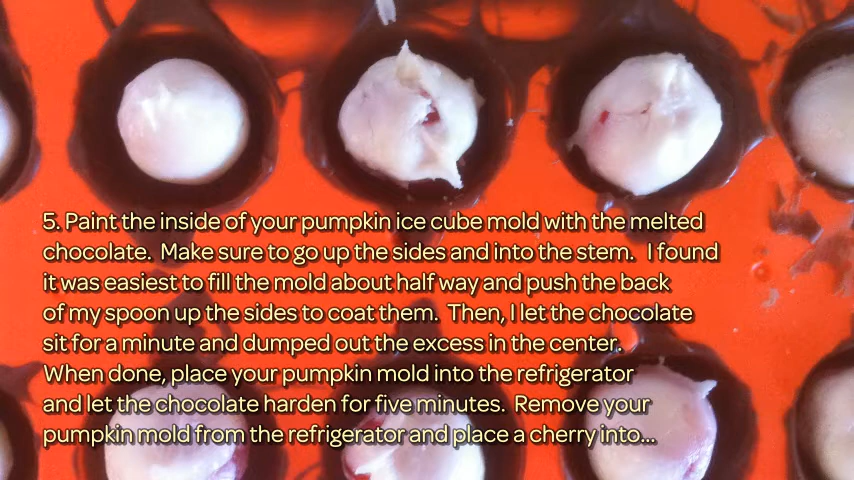 5. Paint the inside of your pumpkin ice cube mold with the melted
chocolate.  Make sure to go up the sides and into the stem.  I found
it was easiest to fill the mold about half way and push the back
of my spoon up the sides to coat them.  Then, I let the chocolate
sit for a minute and dumped out the excess in the center.
When done, place your pumpkin mold into the refrigerator
and let the chocolate harden for five minutes.  Remove your
pumpkin mold from the refrigerator and place a cherry into...